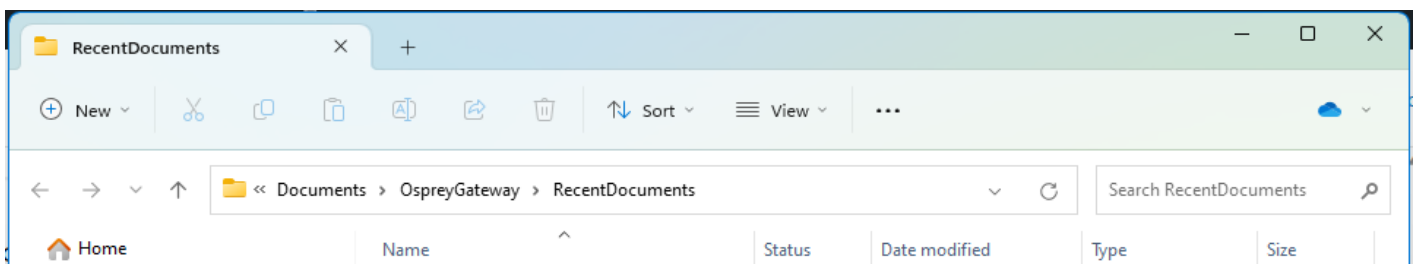 RecentDocuments
New Sort View
« Documents > OspreyGateway > RecentDocuments Search RecentDocuments
Home Name Status Date modified Type Size